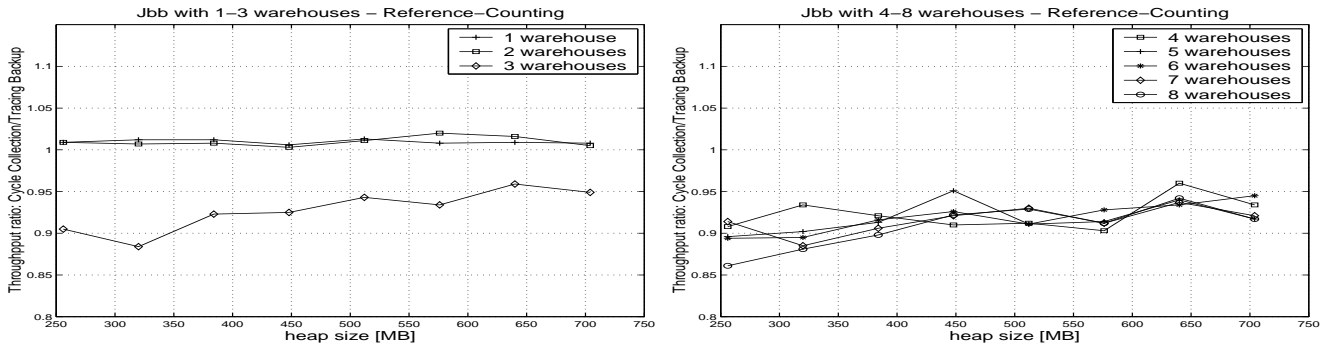 Jbb with 1−3 warehouses − Reference−Counting
1 warehouse
2 warehouses
3 warehouses
Throughpput ratio: Cycle Collection/Tracing Backup
1.1
1.05
1
0.95
0.9
0.85
0.8
250 300 350 400 450 500 550 600 650 700 750
heap size [MB]
Jbb with 4−8 warehouses − Reference−Counting
4 warehouses
5 warehouses
6 warehouses
7 warehouses
8 warehouses
Throughpput ratio: Cycle Collection/Tracing Backup
1.1
1.05
1
0.95
0.9
0.85
0.8
250 300 350 400 450 500 550 600 650 700 750
heap size [MB]